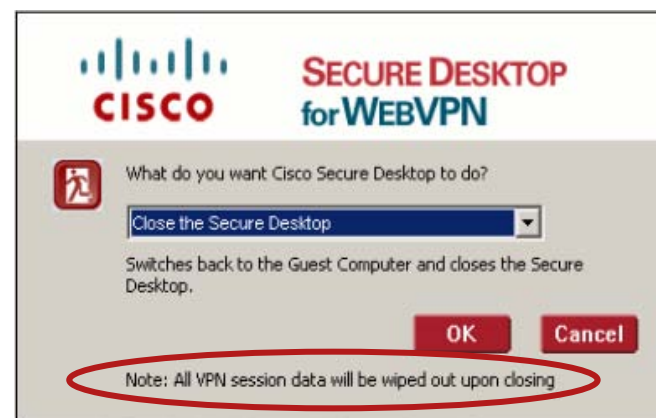 CISCO
SECURE DESKTOP
for WEBVPN
What do you want Cisco Secure Desktop to do?
Close the Secure Desktop
Switches back to the Guest Computer and closes the Secure
Desktop.
OK Cancel
Note: All VPN session data will be wiped out upon closing